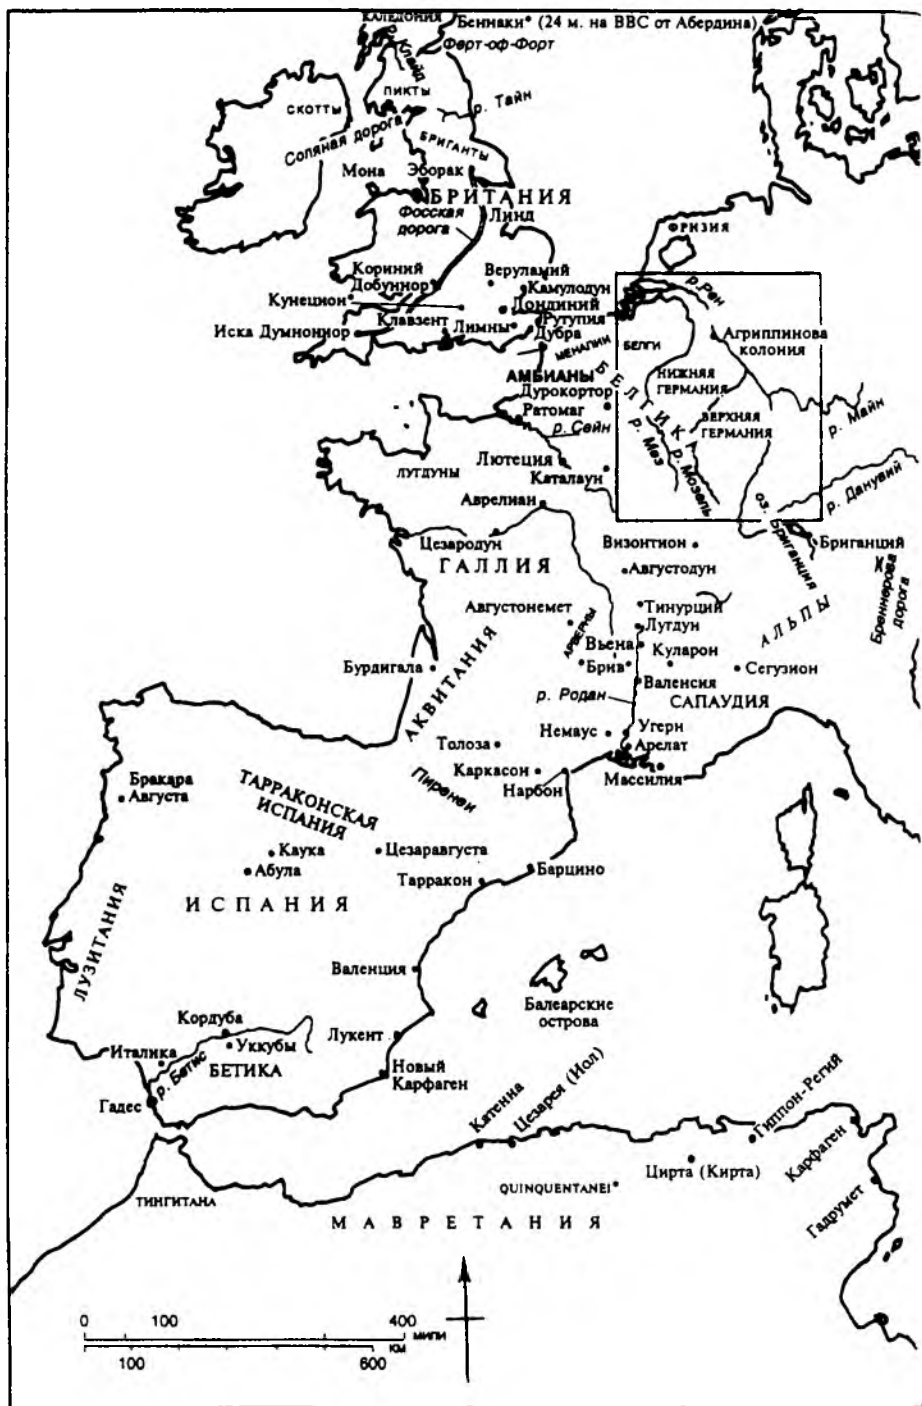 КАЛЕДОНИЯ
Беннаки* (24 м. на ВВС от Абердина)
р. Клайд
Ферт-оф-Форт
ПИКТЫ
р. Тайн
СКОТТЫ
Соляная дорога
БРИГАНТЫ
Мона
Эборак
БРИТАНИЯ
Фосская
дорога
ЛИНД
ФРИЗИЯ
Кориний
Добуннор
Веруламий
Камулодун
р. Рен
Кунецион
Лондиний
Иска Думноннор
Клавзент
Лимны
Рутупия
Дубра
МЕНАПИИ
БЕЛГИ
Агриппинова
колония
НИЖНЯЯ
ГЕРМАНИЯ
АМБИАНЫ
БЕЛГИКА
Дурокортор
Ратомаг
р. Сейн
ВЕРХНЯЯ
ГЕРМАНИЯ
р. Майн
р. Мез
р. Мозель
Лютеция
ЛУГДУНЫ
Каталаун
Аврелиан
р. Данувий
оз. Бриганция
Цезародун
Визонтион
Бриганций
ГАЛЛИЯ
Августодун
Бреннерова
дорога
Августонемет
Тинурций
Лугдун
АЛЬПЫ
АРВЕРНЫ
Вьена
Куларон
Бурдигала
Брив
Сегузион
АКВИТАНИЯ
р. Родан
Валенсия
САПАУДИЯ
Немаус
Угерн
Толоза
Арелат
Каркасон
Массилия
Пиренеи
Нарбон
Бракара
Августа
ТАРРАКОНСКАЯ
ИСПАНИЯ
Каука
Цезаравгуста
Абула
Барцино
Тарракон
ИСПАНИЯ
ЛУЗИТАНИЯ
Валенция
Балеарские
острова
Кордуба
Лукент
Уккубы
Италика
БЕТИКА
р. Бетис
Новый
Карфаген
Гадес
Катенна
Цезарея (Иол)
Гиппон-Регий
Карфаген
Цирта (Кирта)
QUINQUENTANEI*
ТИНГИТАНА
Гадрумет
МАВРЕТАНИЯ
0 100 400
МИЛИ
КМ
100 600